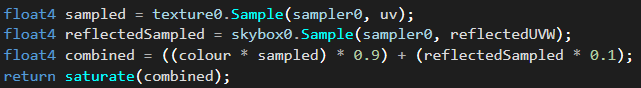 float4 sampled = texture0.Sample(sampler0, uv);
float4 reflectedSampled = skybox0.Sample(sampler0, reflectedUVW);
float4 combined = ((colour * sampled) * 0.9) + (reflectedSampled * 0.1);
return saturate(combined);